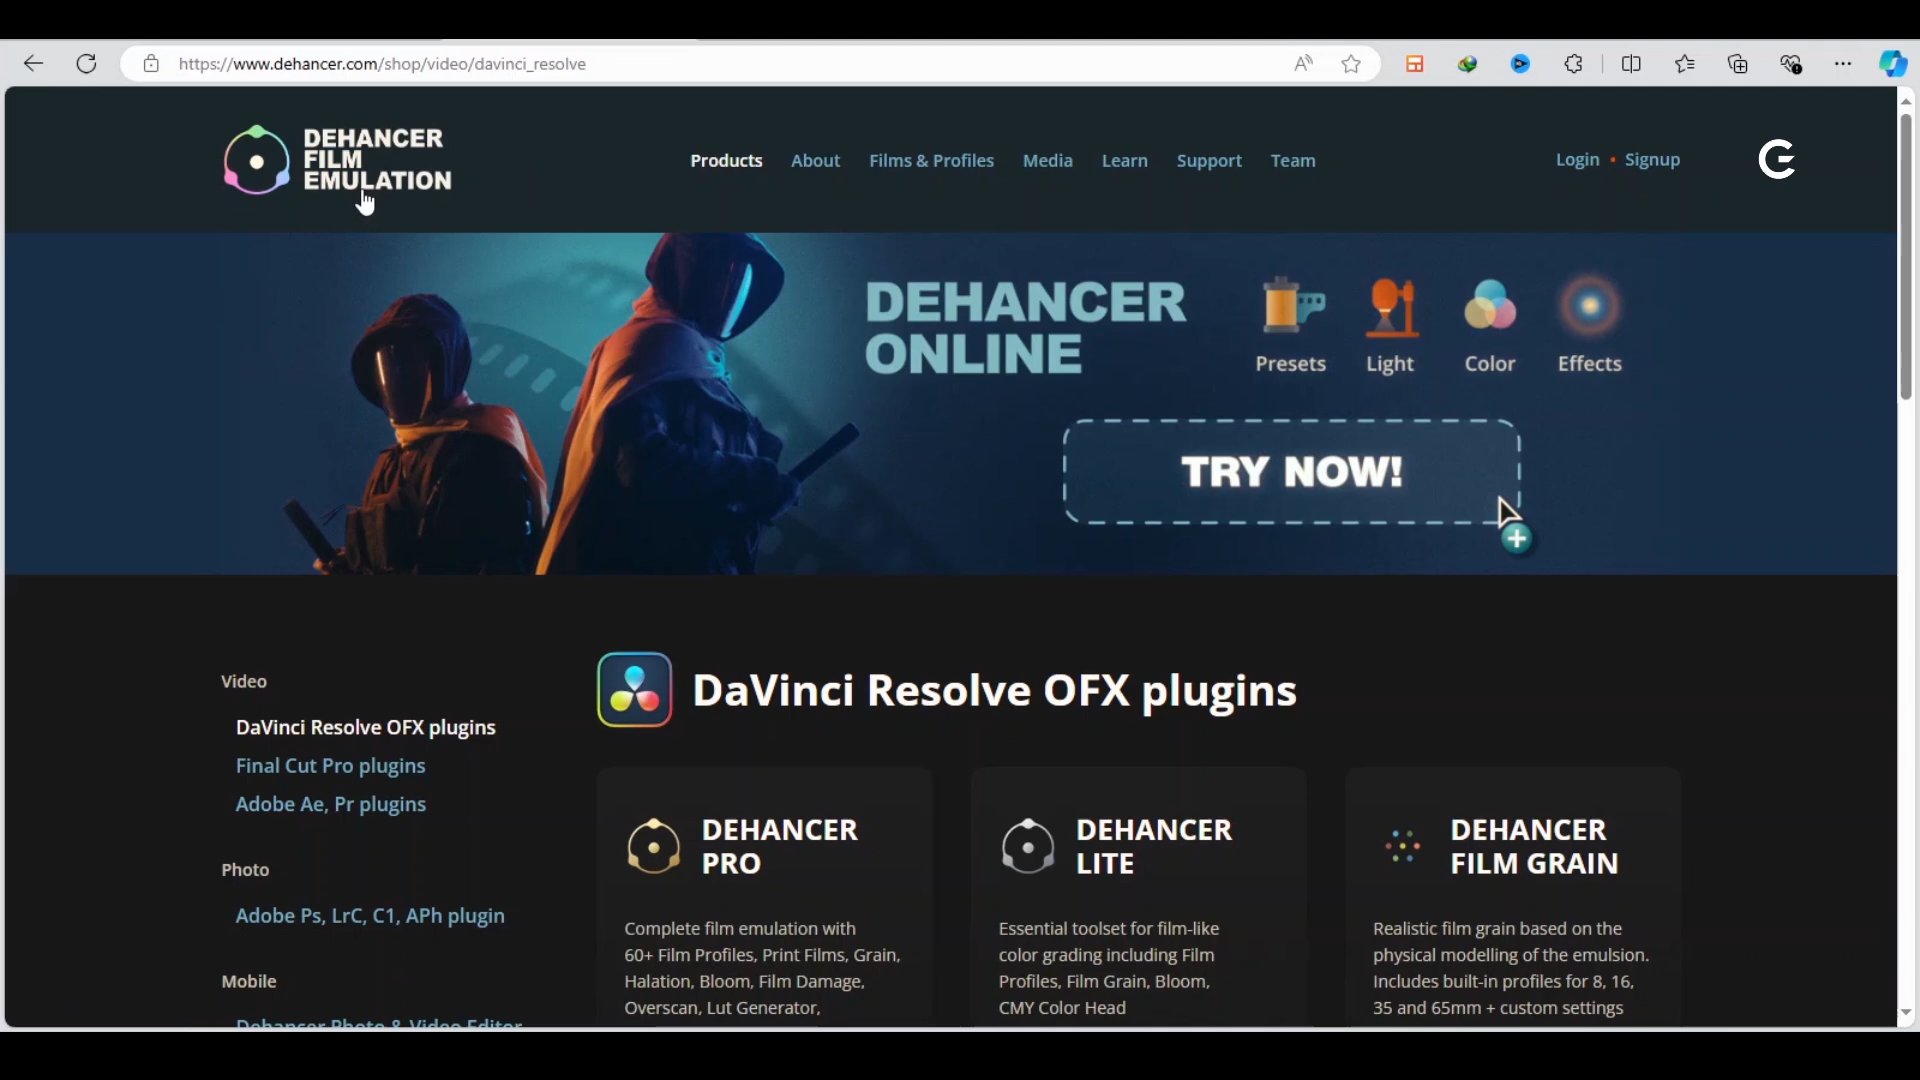 https://www.dehancer.com/shop/video/davinci_resolve
DEHANCER
FILM
EMULATION
Products
About
Films & Profiles
Media
Learn
Support
Team
Login • Signup
DEHANCER
ONLINE
Presets
Light
Color
Effects
TRY NOW!
Video
DaVinci Resolve OFX plugins
Final Cut Pro plugins
Adobe Ae, Pr plugins
Photo
Adobe Ps, LrC, C1, APh plugin
Mobile
Dehancer Photo & Video Editor
DaVinci Resolve OFX plugins
DEHANCER
PRO
Complete film emulation with
60+ Film Profiles, Print Films, Grain,
Halation, Bloom, Film Damage,
Overscan, Lut Generator,
DEHANCER
LITE
Essential toolset for film-like
color grading including Film
Profiles, Film Grain, Bloom,
CMY Color Head
DEHANCER
FILM GRAIN
Realistic film grain based on the
physical modelling of the emulsion.
Includes built-in profiles for 8, 16,
35 and 65mm + custom settings